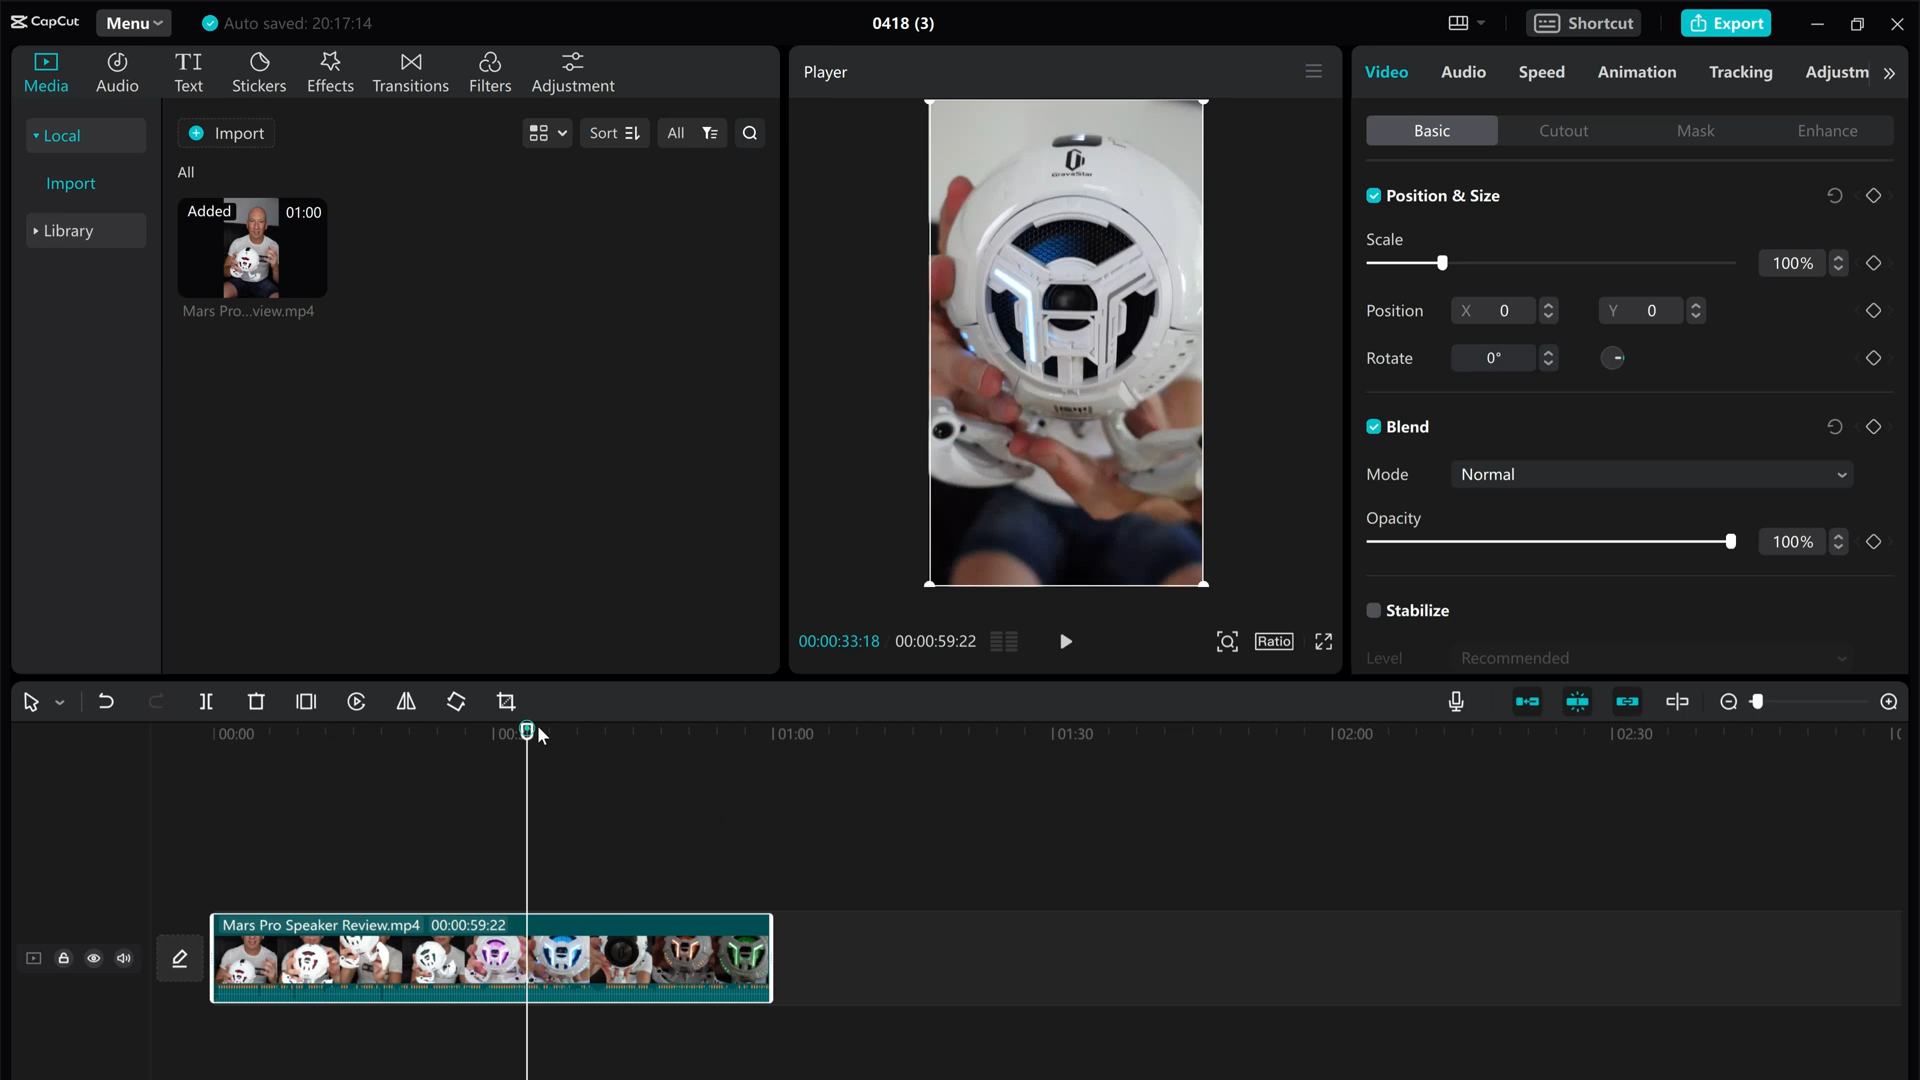 CapCut Menu Auto saved: 20:17:14 0418 (3) Shortcut Export
Media Audio Text Stickers Effects Transitions Filters Adjustment
Local
Import
Library
Import Sort All
All
Added 01:00
Mars Pro...view.mp4
Player
GravaStar
00:00:33:18 00:00:59:22 Ratio
Video Audio Speed Animation Tracking Adjustm
Basic Cutout Mask Enhance
Position & Size
Scale
100%
Position X 0 Y 0
Rotate 0°
Blend
Mode Normal
Opacity
100%
Stabilize
Level Recommended
00:00 00: 01:00 01:30 02:00 02:30
Mars Pro Speaker Review.mp4 00:00:59:22